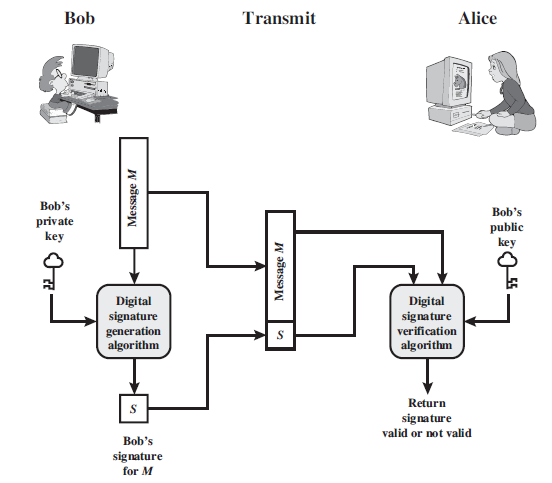 Bob
Transmit
Alice
Message M
Bob's
private
key
Digital
signature
generation
algorithm
S
Bob's
signature
for M
Message M
S
Bob's
public
key
Digital
signature
verification
algorithm
Return
signature
valid or not valid